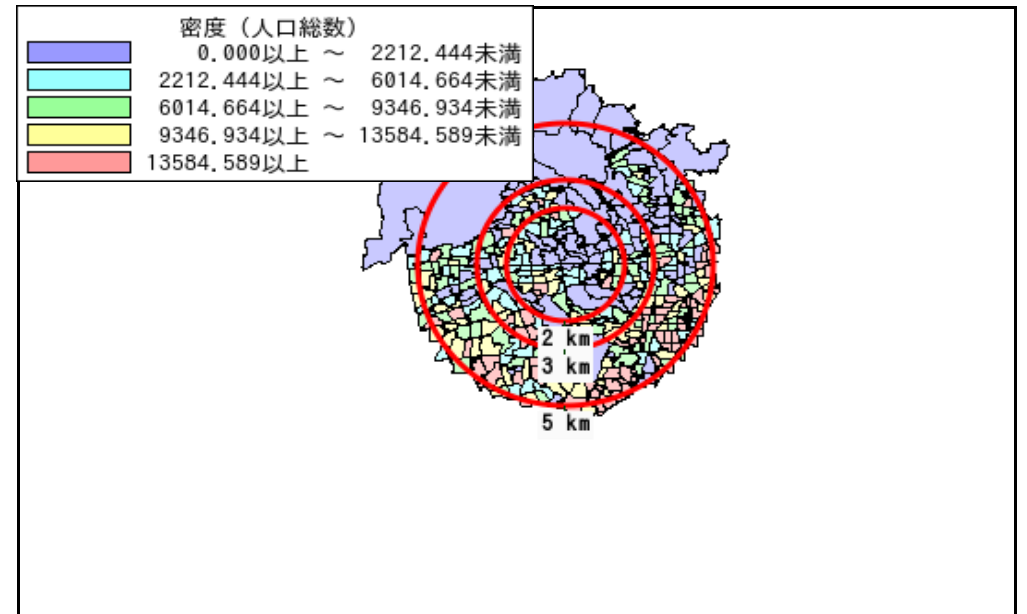 密度（人口総数）
0.000以上 ～ 2212.444未満
2212.444以上 ～ 6014.664未満
6014.664以上 ～ 9346.934未満
9346.934以上 ～ 13584.589未満
13584.589以上
2 km
3 km
5 km